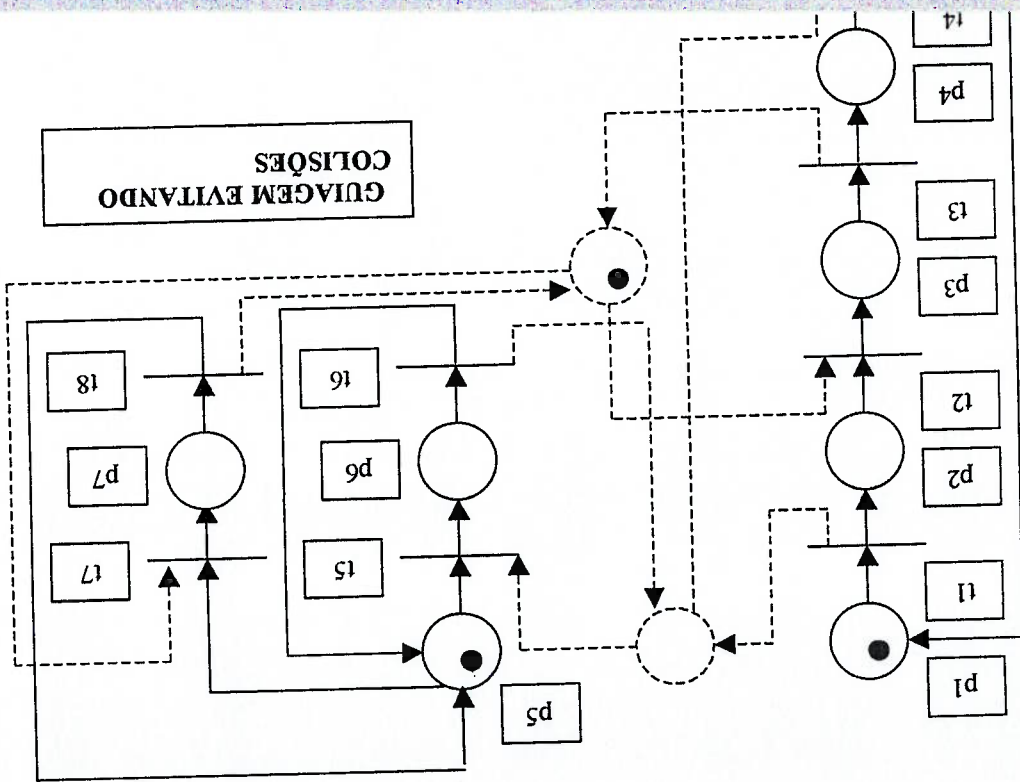 p1
p5
t1
t5
t7
p2
p6
p7
t2
t6
t8
p3
t3
GUIAGEM EVITANDO
COLISÕES
p4
t4